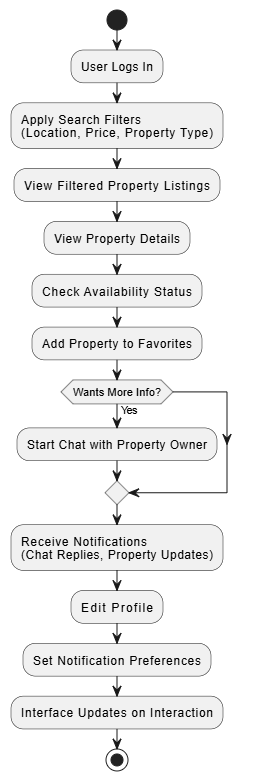 User Logs In
Apply Search Filters
(Location, Price, Property Type)
View Filtered Property Listings
View Property Details
Check Availability Status
Add Property to Favorites
Wants More Info?
Yes
Start Chat with Property Owner
Receive Notifications
(Chat Replies, Property Updates)
Edit Profile
Set Notification Preferences
Interface Updates on Interaction